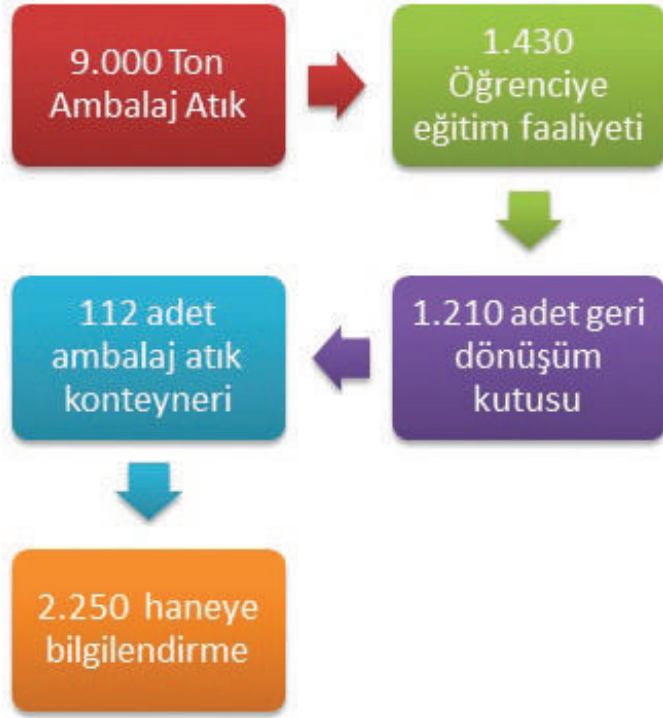 9.000 Ton
Ambalaj Atık
1.430
Öğrenciye
eğitim faaliyeti
1.210 adet geri
dönüşüm
kutusu
112 adet
ambalaj atık
konteyneri
2.250 haneye
bilgilendirme